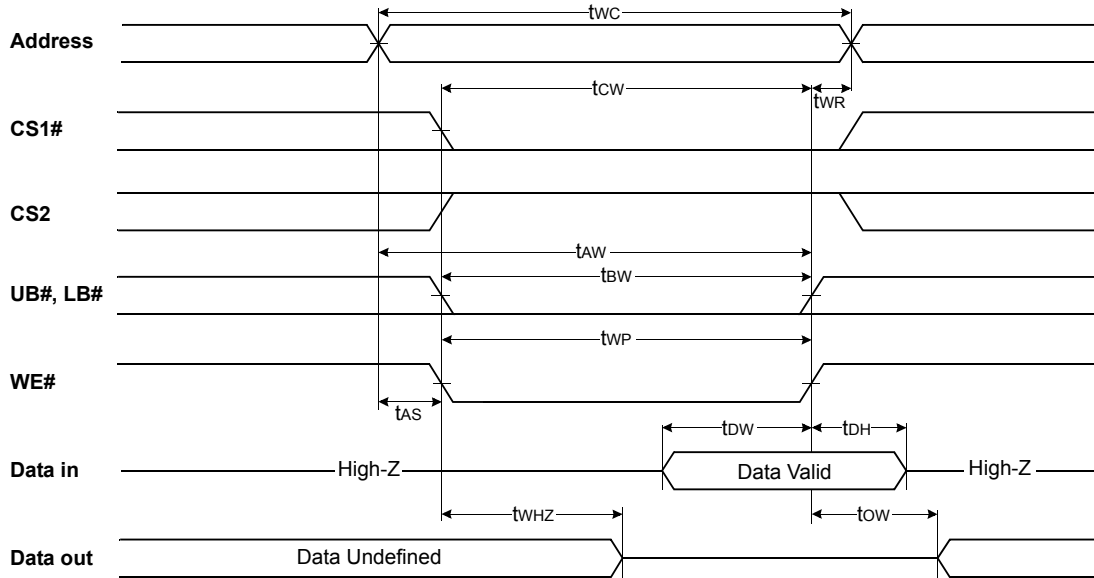 tWC
Address
tCW
tWR
CS1#
CS2
tAW
tBW
UB#, LB#
tWP
WE#
tAS
tDW
tDH
Data in
High-Z
Data Valid
High-Z
tWHZ
tOW
Data out
Data Undefined